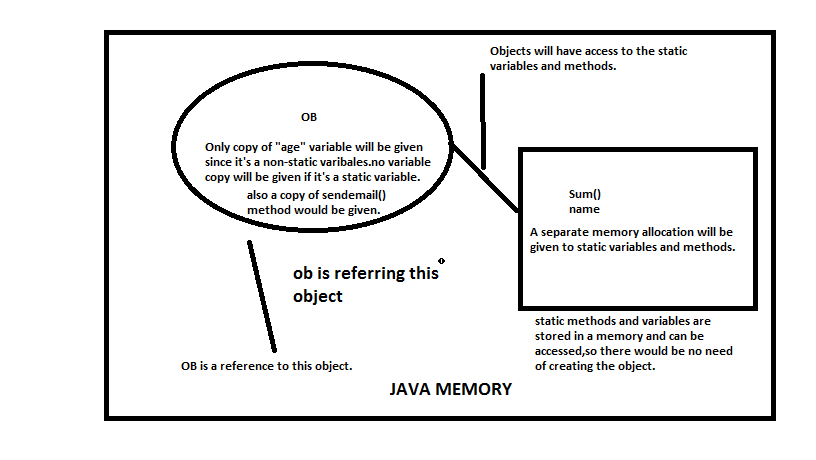 Objects will have access to the static
variables and methods.
OB
Only copy of "age" variable will be given
since it's a non-static varibales.no variable
copy will be given if it's a static variable.
also a copy of sendemail()
method would be given.
Sum()
name
A separate memory allocation will be
given to static variables and methods.
ob is referring this
object
static methods and variables are
stored in a memory and can be
accessed,so there would be no need
of creating the object.
OB is a reference to this object.
JAVA MEMORY